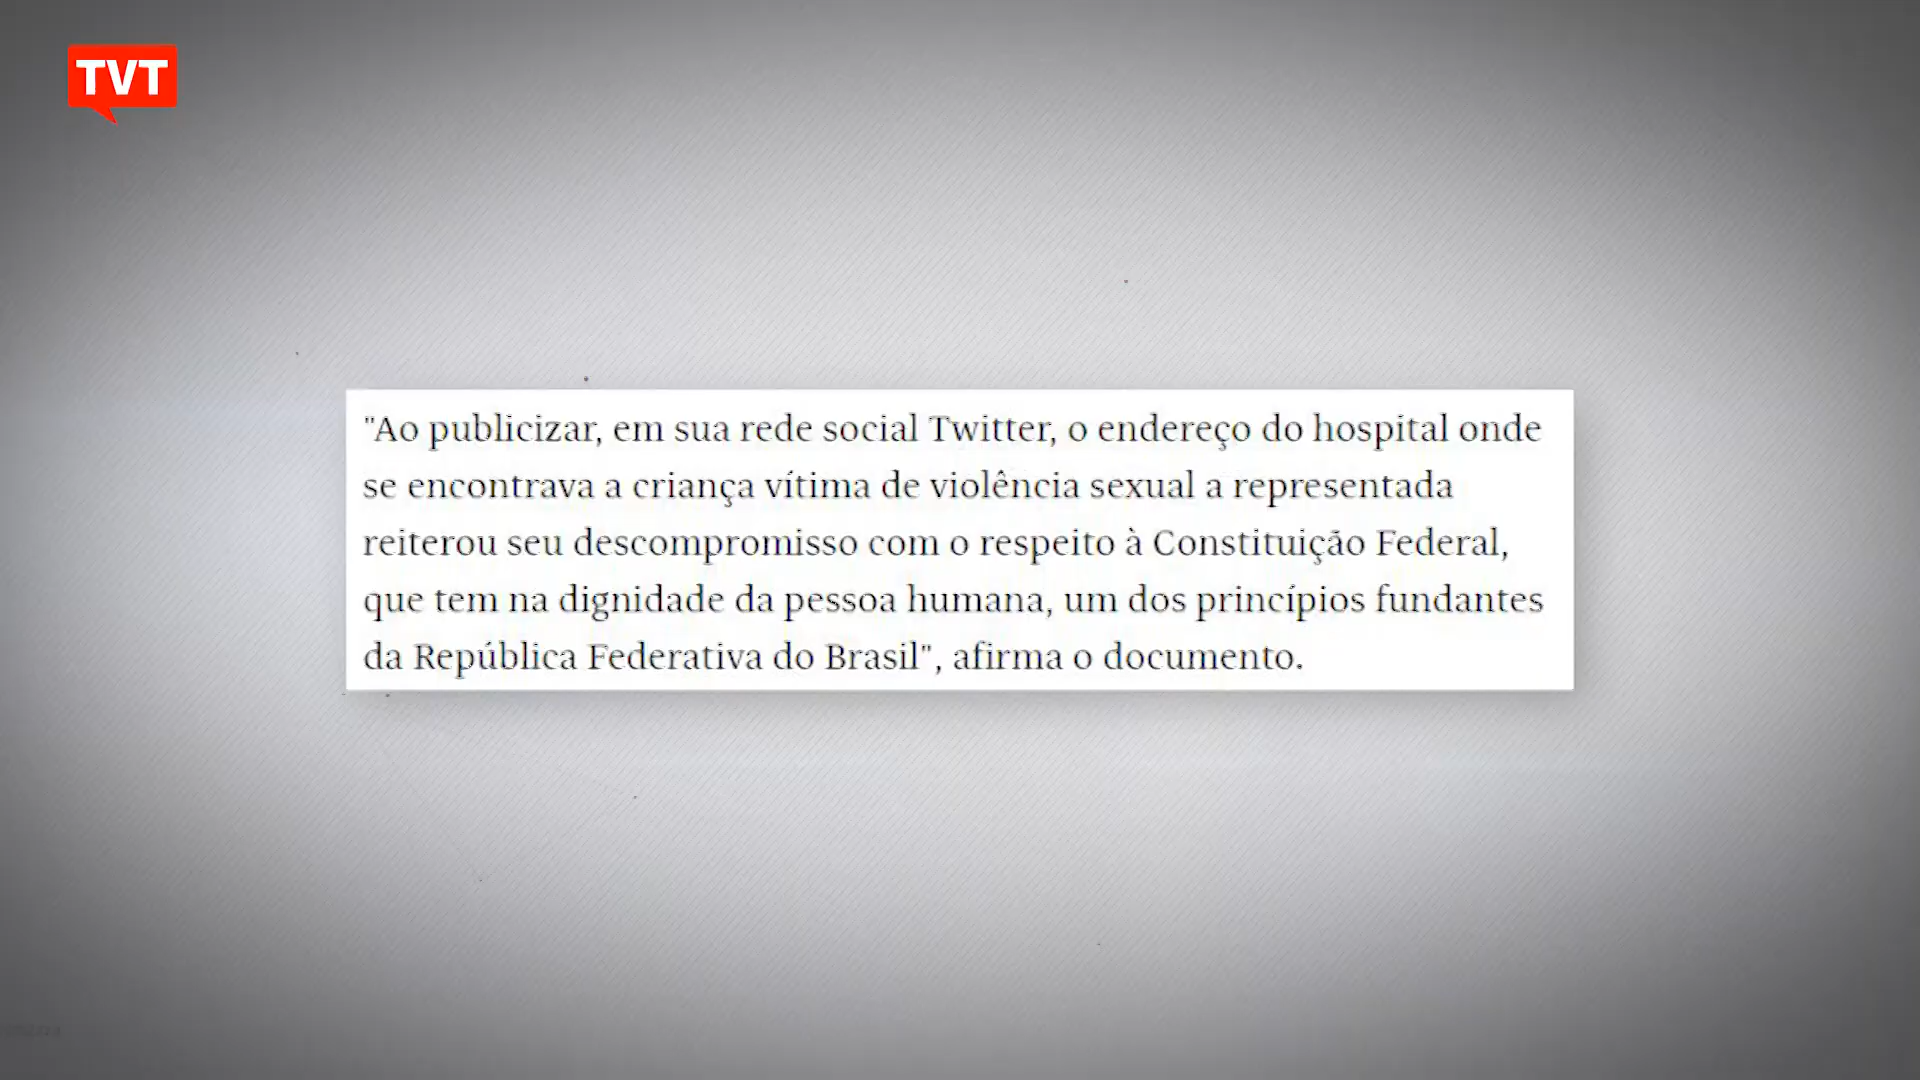 TVT
"Ao publicizar, em sua rede social Twitter, o endereço do hospital onde
se encontrava a criança vítima de violência sexual a representada
reiterou seu descompromisso com o respeito à Constituição Federal,
que tem na dignidade da pessoa humana, um dos princípios fundantes
da República Federativa do Brasil", afirma o documento.